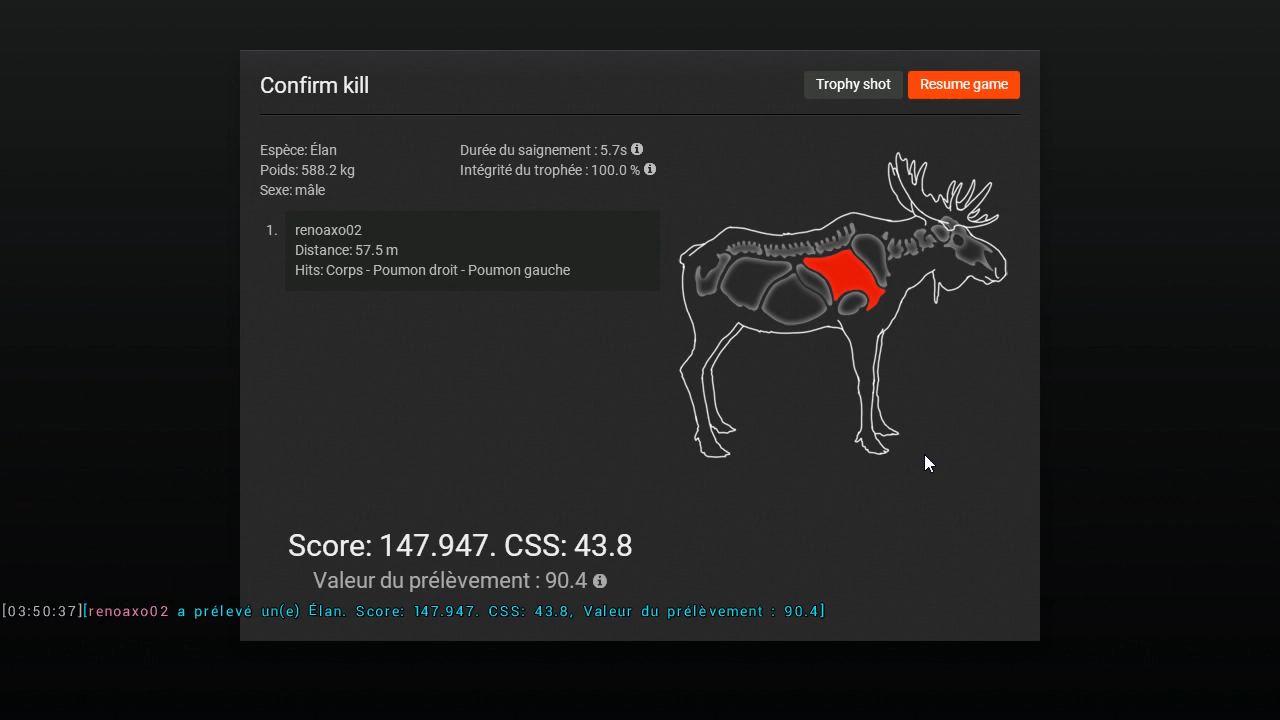 Confirm kill
Trophy shot
Resume game
Espèce: Élan
Poids: 588.2 kg
Sexe: mâle
Durée du saignement : 5.7s
Intégrité du trophée : 100.0 %
1.
renoaxo02
Distance: 57.5 m
Hits: Corps - Poumon droit - Poumon gauche
Score: 147.947. CSS: 43.8
Valeur du prélèvement : 90.4
[03:50:37][renoaxo02 a prélevé un(e) Élan. Score: 147.947. CSS: 43.8, Valeur du prélèvement : 90.4]